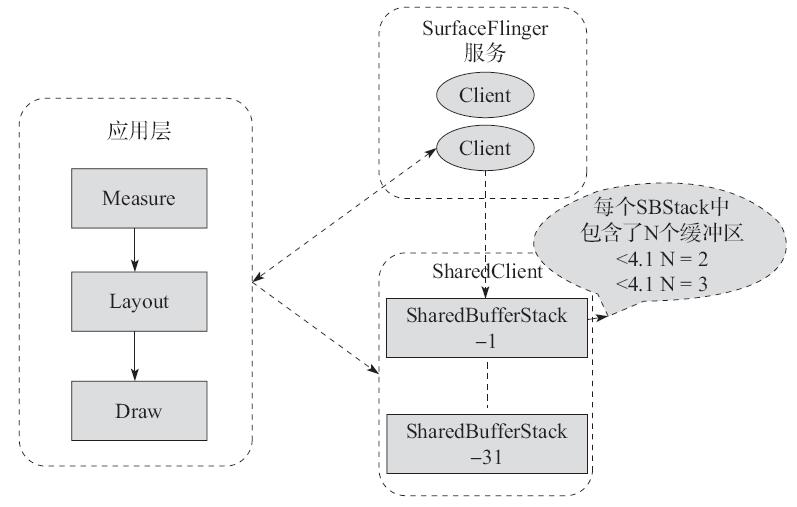 应用层
Measure
Layout
Draw
SurfaceFlinger
服务
Client
Client
SharedClient
SharedBufferStack
–1
SharedBufferStack
–31
每个SBStack中
包含了N个缓冲区
<4.1 N = 2
<4.1 N = 3